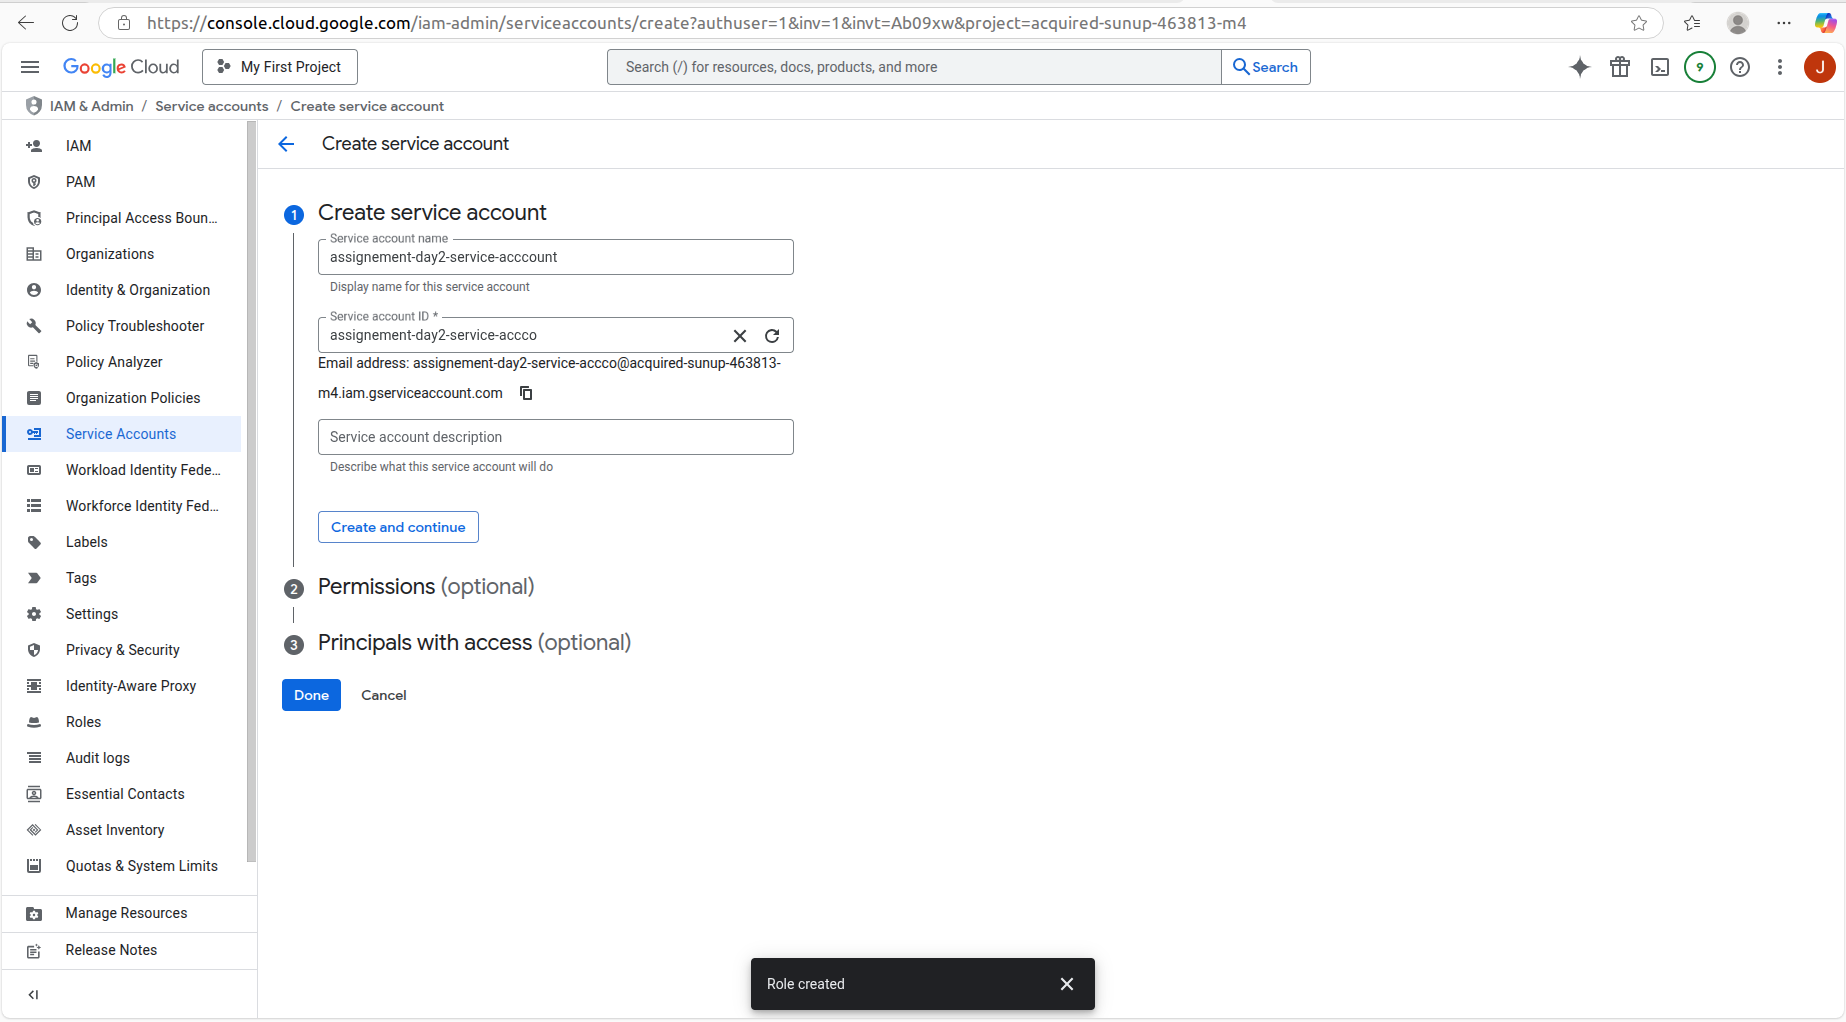 https://console.cloud.google.com/iam-admin/serviceaccounts/create?authuser=1&inv=1&invt=Ab09xw&project=acquired-sunup-463813-m4
Google Cloud
My First Project
Search (/) for resources, docs, products, and more
Search
9
J
IAM & Admin / Service accounts / Create service account
IAM
PAM
Principal Access Boun...
Organizations
Identity & Organization
Policy Troubleshooter
Policy Analyzer
Organization Policies
Service Accounts
Workload Identity Fede...
Workforce Identity Fed...
Labels
Tags
Settings
Privacy & Security
Identity-Aware Proxy
Roles
Audit logs
Essential Contacts
Asset Inventory
Quotas & System Limits
Manage Resources
Release Notes
Create service account
1 Create service account
Service account name
assignement-day2-service-acccount
Display name for this service account
Service account ID *
assignement-day2-service-accco
Email address: assignement-day2-service-accco@acquired-sunup-463813-
m4.iam.gserviceaccount.com
Service account description
Describe what this service account will do
Create and continue
2 Permissions (optional)
3 Principals with access (optional)
Done
Cancel
Role created